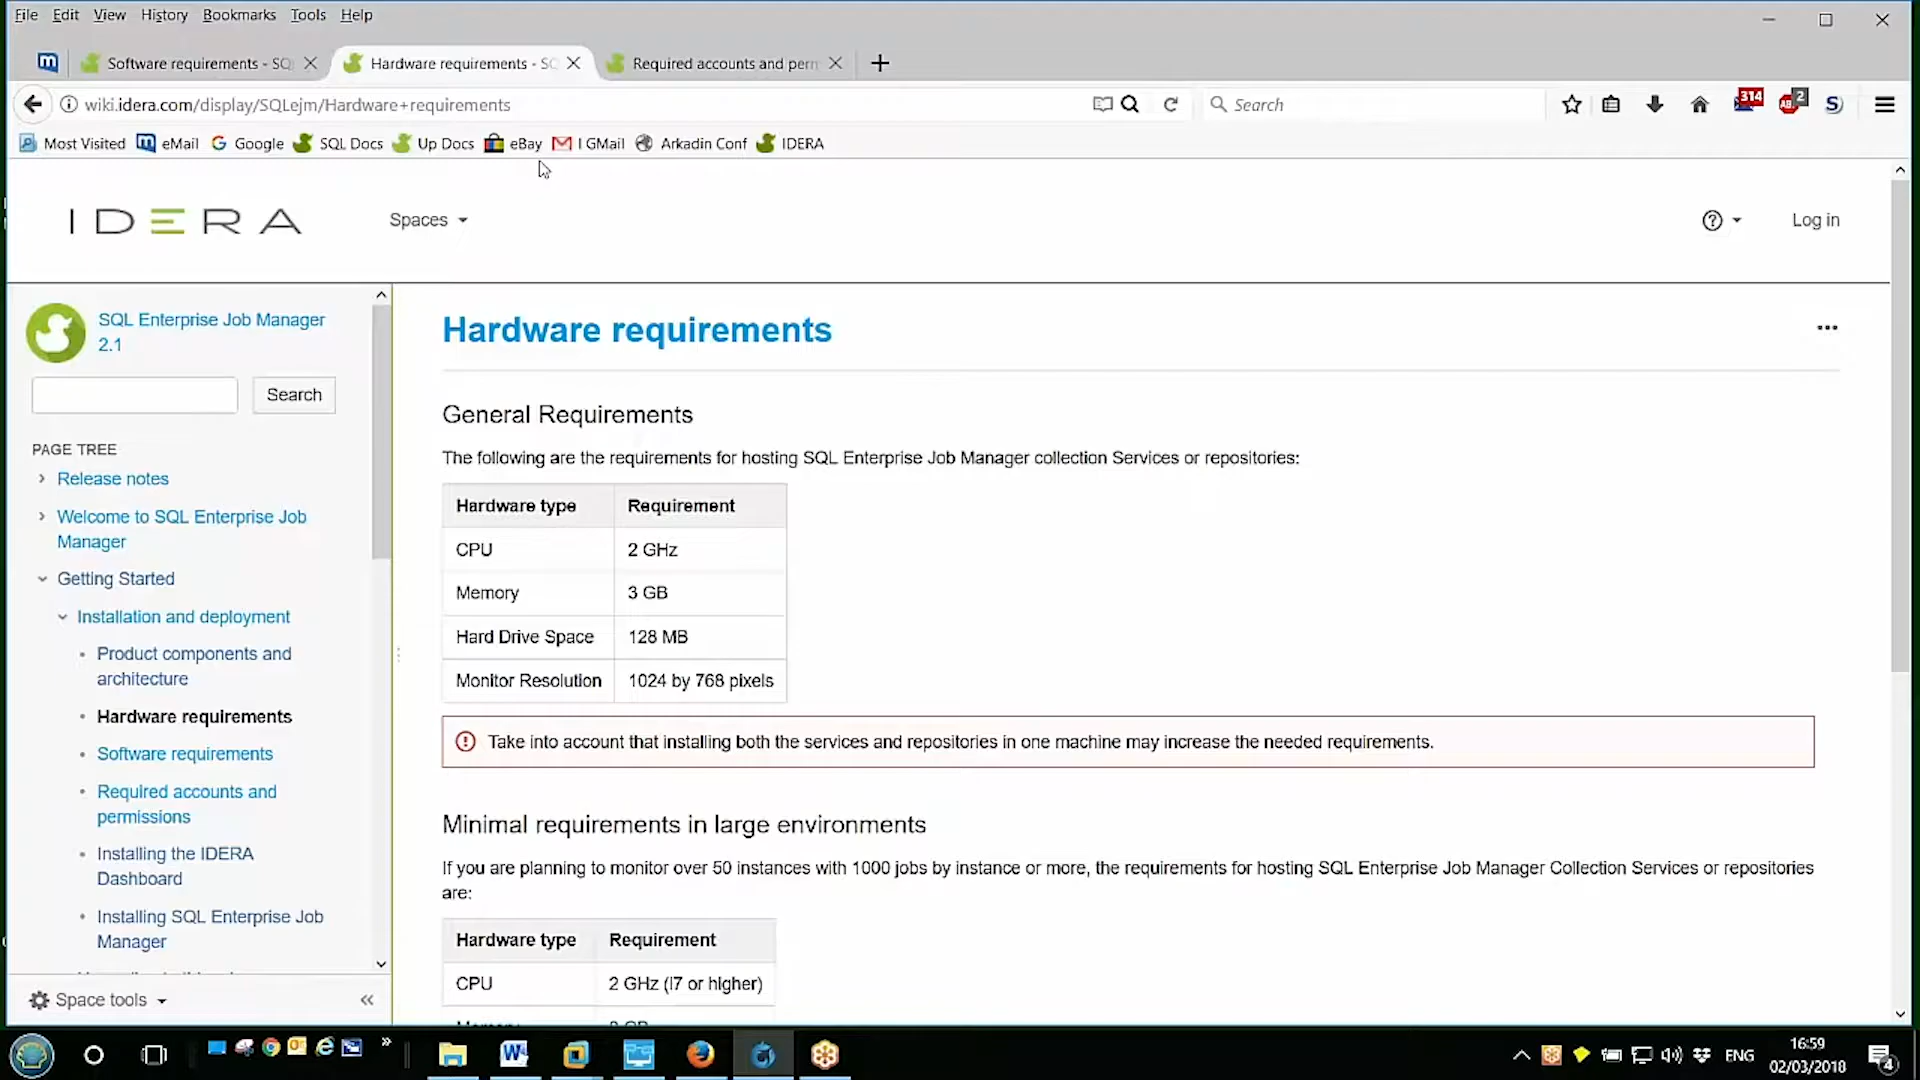 File Edit View History Bookmarks Tools Help
Software requirements - SQ
Hardware requirements - SQ
Required accounts and perm
wiki.idera.com/display/SQLejm/Hardware+requirements
Search
314
2
Most Visited eMail Google SQL Docs Up Docs eBay I GMail Arkadin Conf IDERA
IDERA
Spaces
Log in
SQL Enterprise Job Manager
2.1
Search
PAGE TREE
Release notes
Welcome to SQL Enterprise Job
Manager
Getting Started
Installation and deployment
Product components and
architecture
Hardware requirements
Software requirements
Required accounts and
permissions
Installing the IDERA
Dashboard
Installing SQL Enterprise Job
Manager
Space tools
Hardware requirements
General Requirements
The following are the requirements for hosting SQL Enterprise Job Manager collection Services or repositories:
Hardware type Requirement
CPU 2 GHz
Memory 3 GB
Hard Drive Space 128 MB
Monitor Resolution 1024 by 768 pixels
Take into account that installing both the services and repositories in one machine may increase the needed requirements.
Minimal requirements in large environments
If you are planning to monitor over 50 instances with 1000 jobs by instance or more, the requirements for hosting SQL Enterprise Job Manager Collection Services or repositories
are:
Hardware type Requirement
CPU 2 GHz (I7 or higher)
ENG
16:59
02/03/2018
4